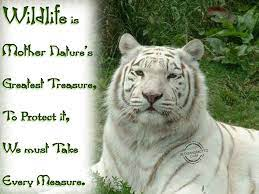 Wildlife is
Mother Nature's
Greatest Treasure,
To Protect it,
We must Take
Every Measure.